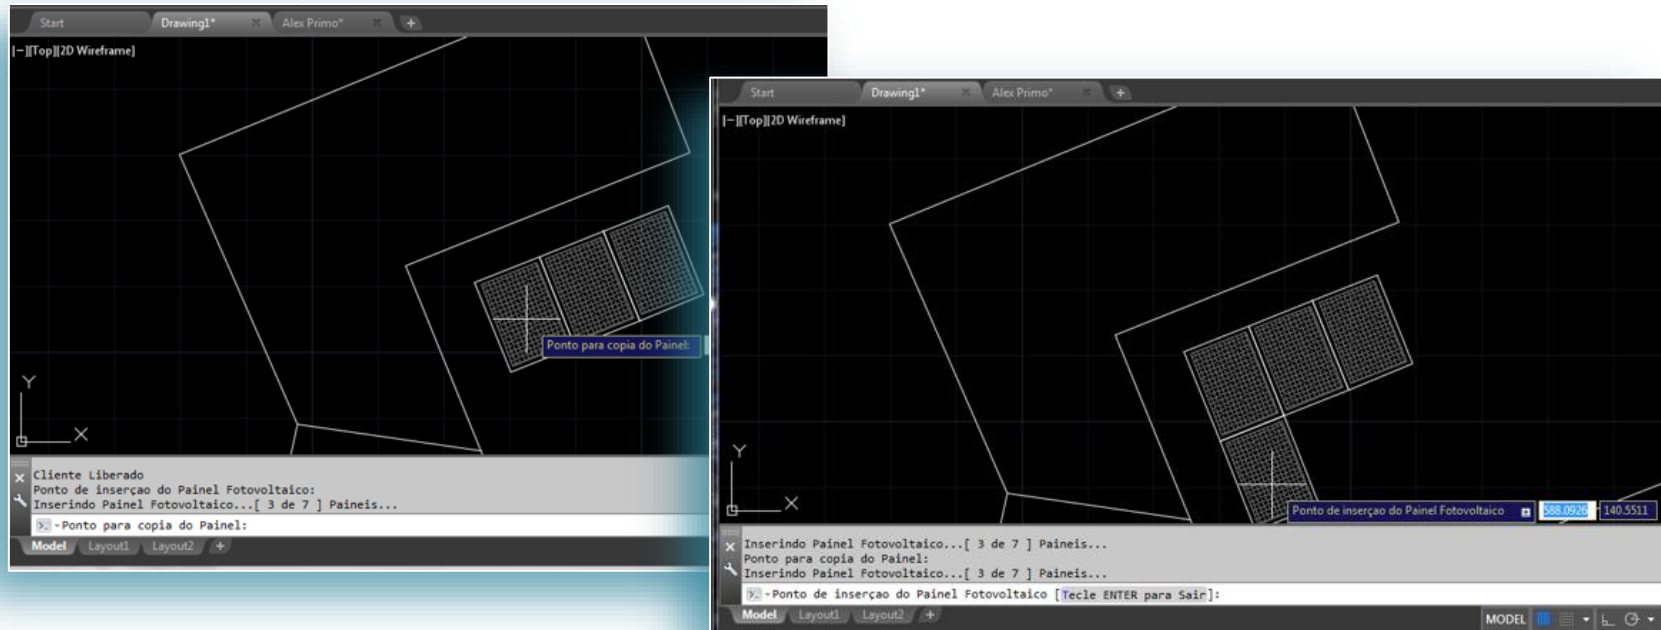 Start Drawing1* Alex Primo* +
[−][Top][2D Wireframe]
Ponto para copia do Painel:
Y
X
Cliente Liberado
Ponto de inserçao do Painel Fotovoltaico:
Inserindo Painel Fotovoltaico...[ 3 de 7 ] Paineis...
Ponto para copia do Painel:
Model Layout1 Layout2 +
Start Drawing1* Alex Primo* +
[−][Top][2D Wireframe]
Y
X
Ponto de inserçao do Painel Fotovoltaico 588.0926 140.5511
Inserindo Painel Fotovoltaico...[ 3 de 7 ] Paineis...
Ponto para copia do Painel:
Inserindo Painel Fotovoltaico...[ 3 de 7 ] Paineis...
Ponto de inserçao do Painel Fotovoltaico [Tecle ENTER para Sair]:
Model Layout1 Layout2 +
MODEL